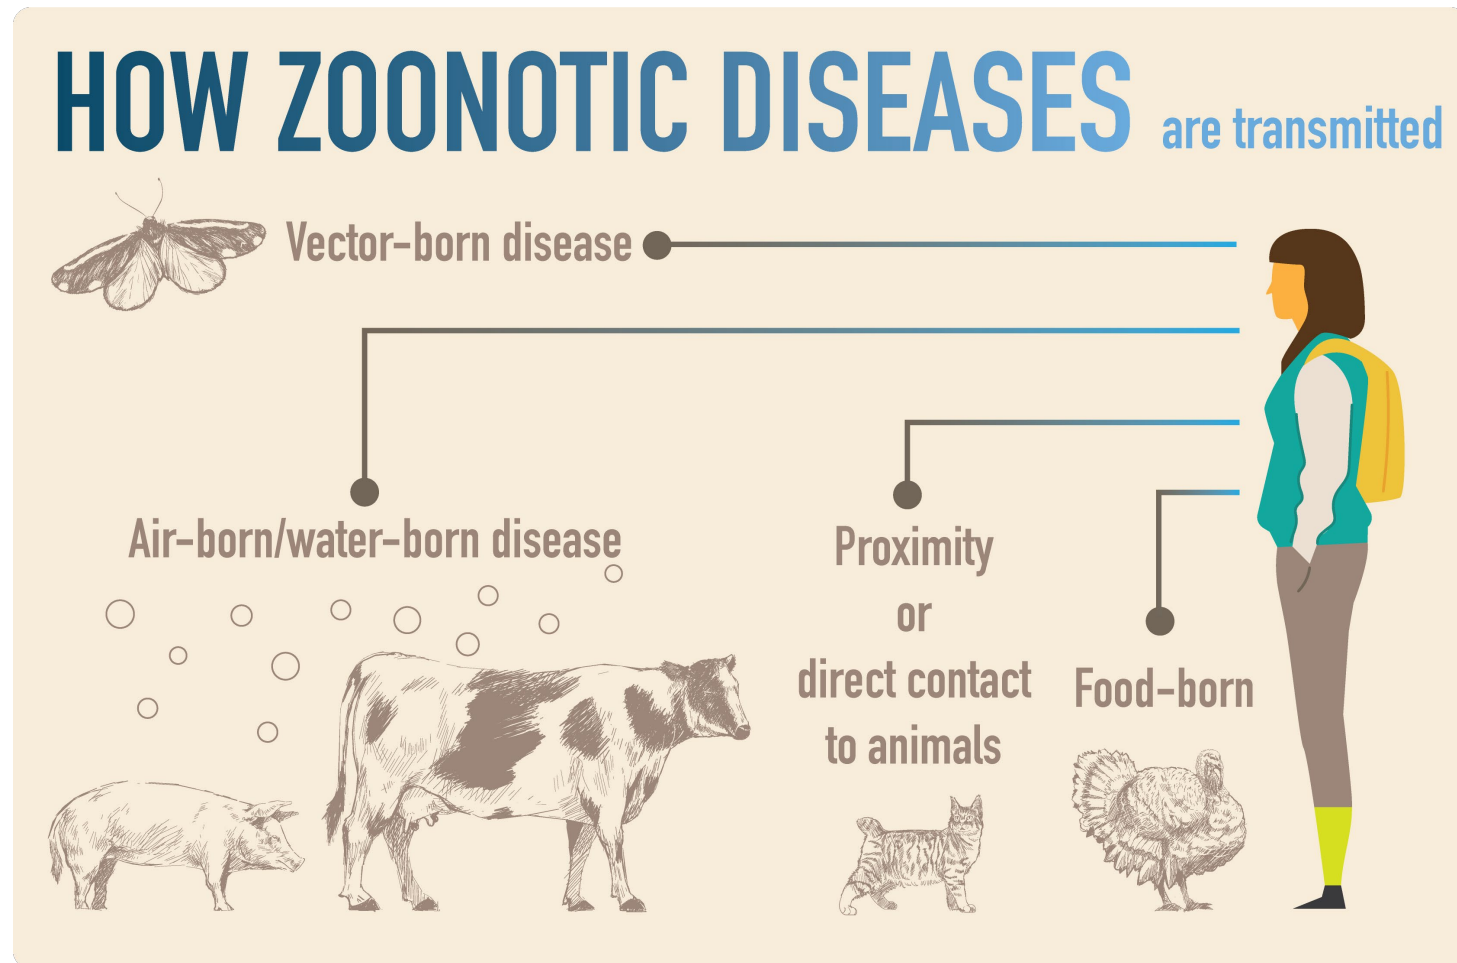 HOW ZOONOTIC DISEASES are transmitted
Vector-born disease
Air-born/water-born disease
Proximity
or
direct contact
to animals
Food-born